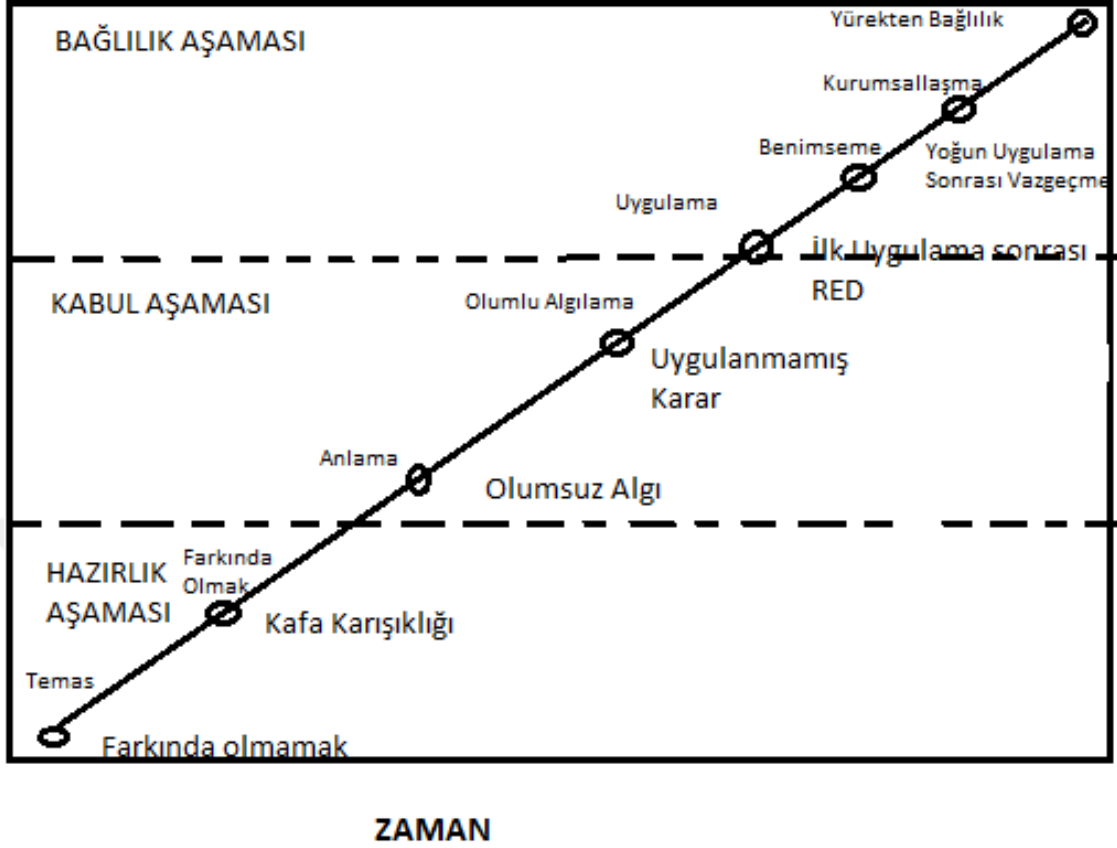 Yürekten Bağlılık
BAĞLILIK AŞAMASI
Kurumsallaşma
Benimseme
Yoğun Uygulama
Sonrası Vazgeçme
Uygulama
İlk Uygulama sonrası
RED
KABUL AŞAMASI
Olumlu Algılama
Uygulanmamış
Karar
Anlama
Olumsuz Algı
Farkında
Olmak
HAZIRLIK
AŞAMASI
Kafa Karışıklığı
Temas
Farkında olmamak
ZAMAN